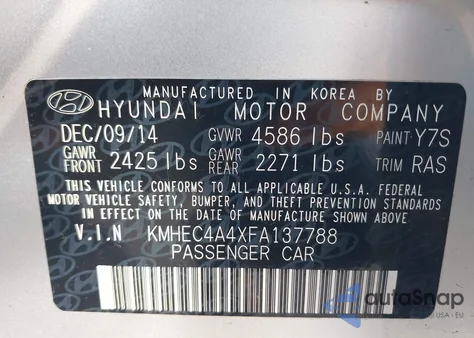 MANUFACTURED IN KOREA BY
HYUNDAI MOTOR COMPANY
DEC/09/14 GVWR 4586 lbs PAINT Y7S
GAWR FRONT 2425 lbs GAWR REAR 2271 lbs TRIM RAS
THIS VEHICLE CONFORMS TO ALL APPLICABLE U.S.A. FEDERAL
MOTOR VEHICLE SAFETY, BUMPER, AND THEFT PREVENTION STANDARDS
IN EFFECT ON THE DATE OF MANUFACTURE SHOWN ABOVE.
V.I.N KMHEC4A4XFA137788
PASSENGER CAR
autoSnap
USA | EU